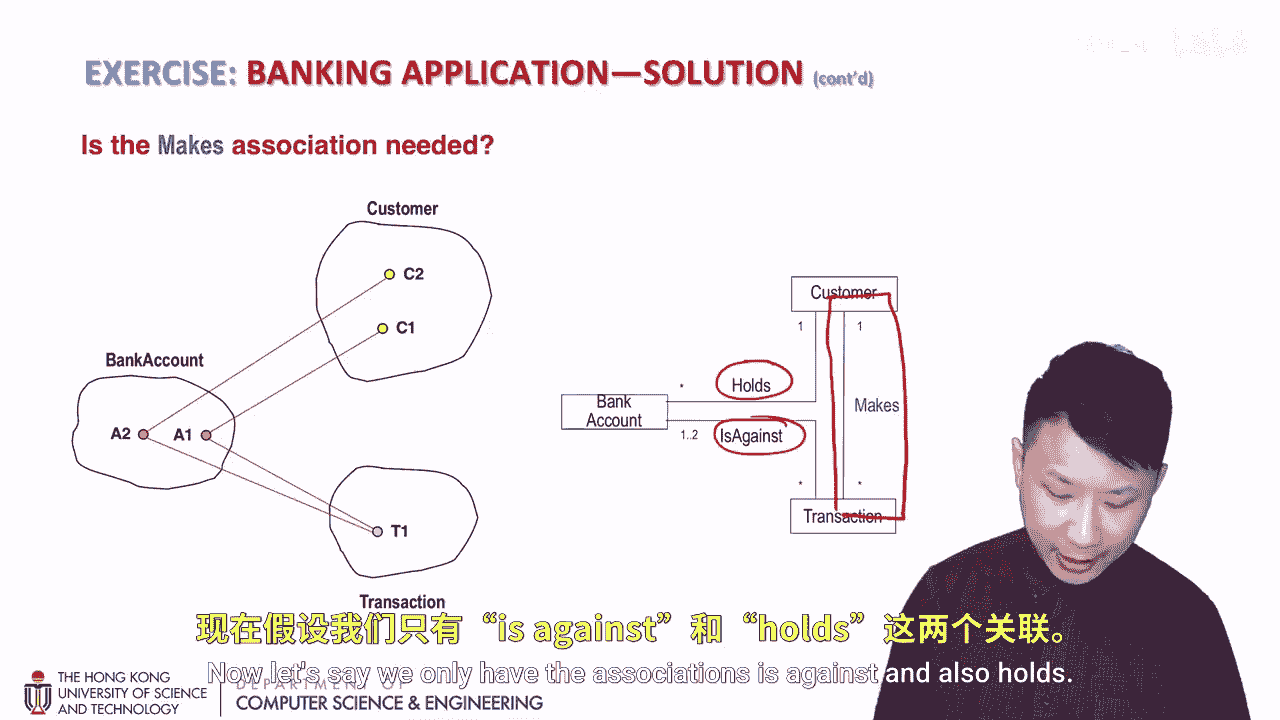 EXERCISE: BANKING APPLICATION—SOLUTION (cont'd)
Is the Makes association needed?
Customer
C2
C1
BankAccount
A2
A1
T1
Transaction
Customer
1
1
*
Holds
Bank
Account
Makes
1..2
IsAgainst
*
*
Transaction
现在假设我们只有“is against”和“holds”这两个关联。
Now let's say we only have the associations is against and also holds.
THE HONG KONG
UNIVERSITY OF SCIENCE
AND TECHNOLOGY
DEPARTMENT OF
COMPUTER SCIENCE & ENGINEERING